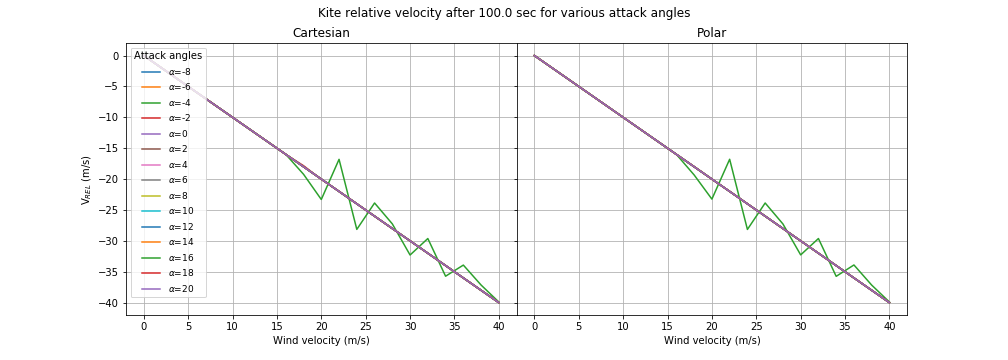 Kite relative velocity after 100.0 sec for various attack angles
Cartesian
Polar
Attack angles
α=-8
α=-6
α=-4
α=-2
α=0
α=2
α=4
α=6
α=8
α=10
α=12
α=14
α=16
α=18
α=20
V_REL (m/s)
0
−5
−10
−15
−20
−25
−30
−35
−40
0 5 10 15 20 25 30 35 40
0 5 10 15 20 25 30 35 40
Wind velocity (m/s)
Wind velocity (m/s)